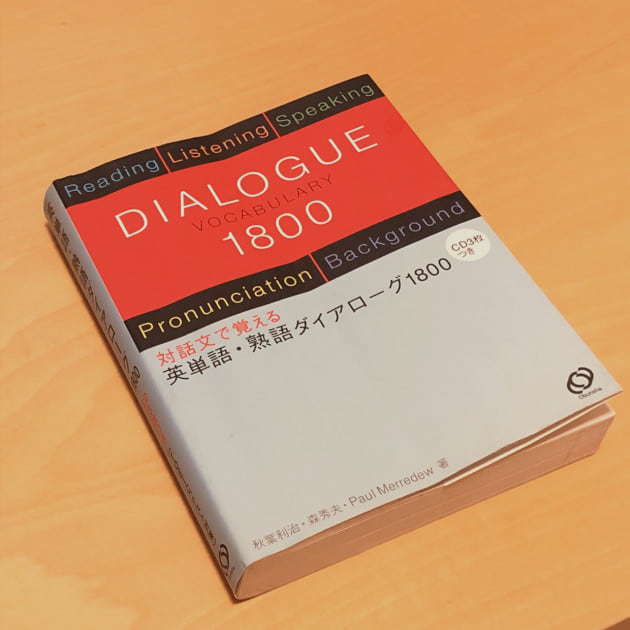 Reading Listening Speaking
DIALOGUE
VOCABULARY
1800
Pronunciation Background
CD3枚
つき
対話文で覚える
英単語・熟語ダイアローグ1800
Obunsha
秋葉利治・森秀夫・Paul Merredew 著